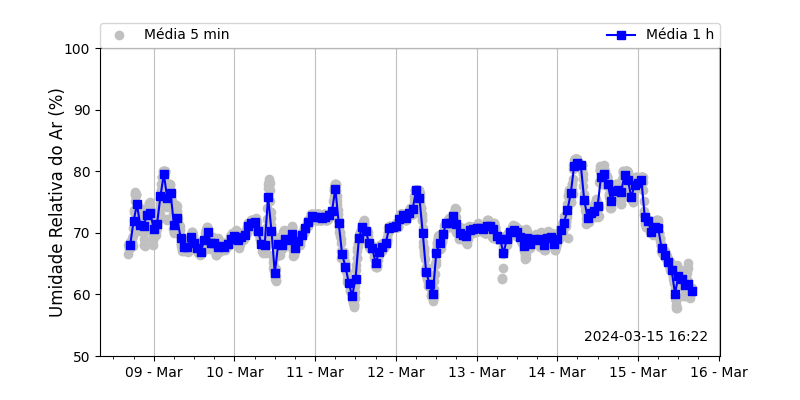 Média 5 min Média 1 h
100
90
80
70
60
50
Umidade Relativa do Ar (%)
2024-03-15 16:22
09 - Mar 10 - Mar 11 - Mar 12 - Mar 13 - Mar 14 - Mar 15 - Mar 16 - Mar